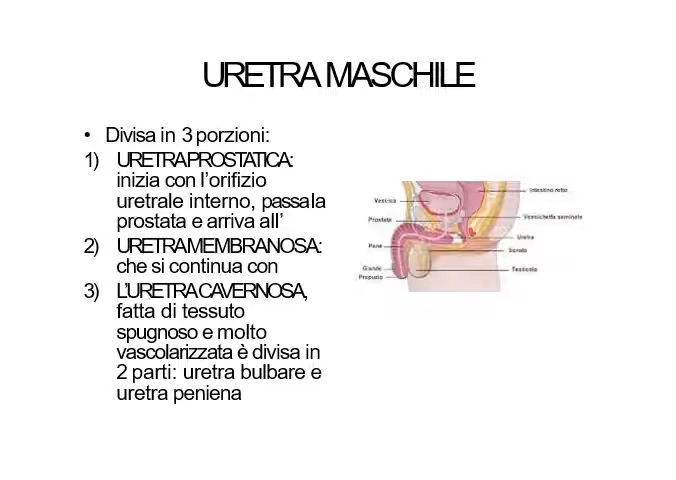 URETRA MASCHILE
• Divisa in 3 porzioni:
1) URETRA PROSTATICA:
inizia con l'orifizio
uretrale interno, passa la
prostata e arriva all'
2) URETRA MEMBRANOSA:
che si continua con
3) L'URETRA CAVERNOSA,
fatta di tessuto
spugnoso e molto
vascolarizzata è divisa in
2 parti: uretra bulbare e
uretra peniena
Intestino retto
Vescica
Vescichetta seminale
Prostata
Uretra
Pene
Scroto
Glande
Testicolo
Prepuzio